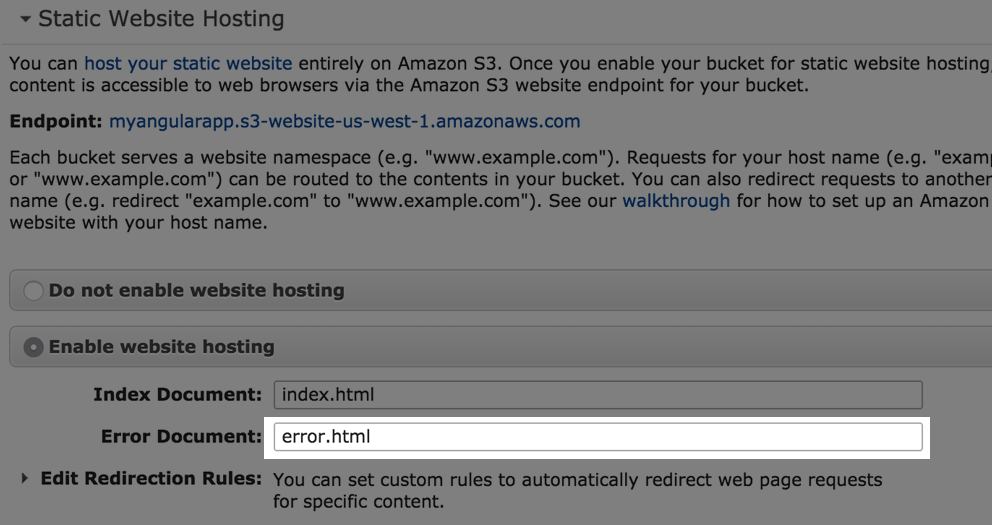 Static Website Hosting
You can host your static website entirely on Amazon S3. Once you enable your bucket for static website hosting,
content is accessible to web browsers via the Amazon S3 website endpoint for your bucket.
Endpoint: myangularapp.s3-website-us-west-1.amazonaws.com
Each bucket serves a website namespace (e.g. "www.example.com"). Requests for your host name (e.g. "examp
or "www.example.com") can be routed to the contents in your bucket. You can also redirect requests to another
name (e.g. redirect "example.com" to "www.example.com"). See our walkthrough for how to set up an Amazon
website with your host name.
Do not enable website hosting
Enable website hosting
Index Document: index.html
Error Document: error.html
Edit Redirection Rules: You can set custom rules to automatically redirect web page requests
for specific content.